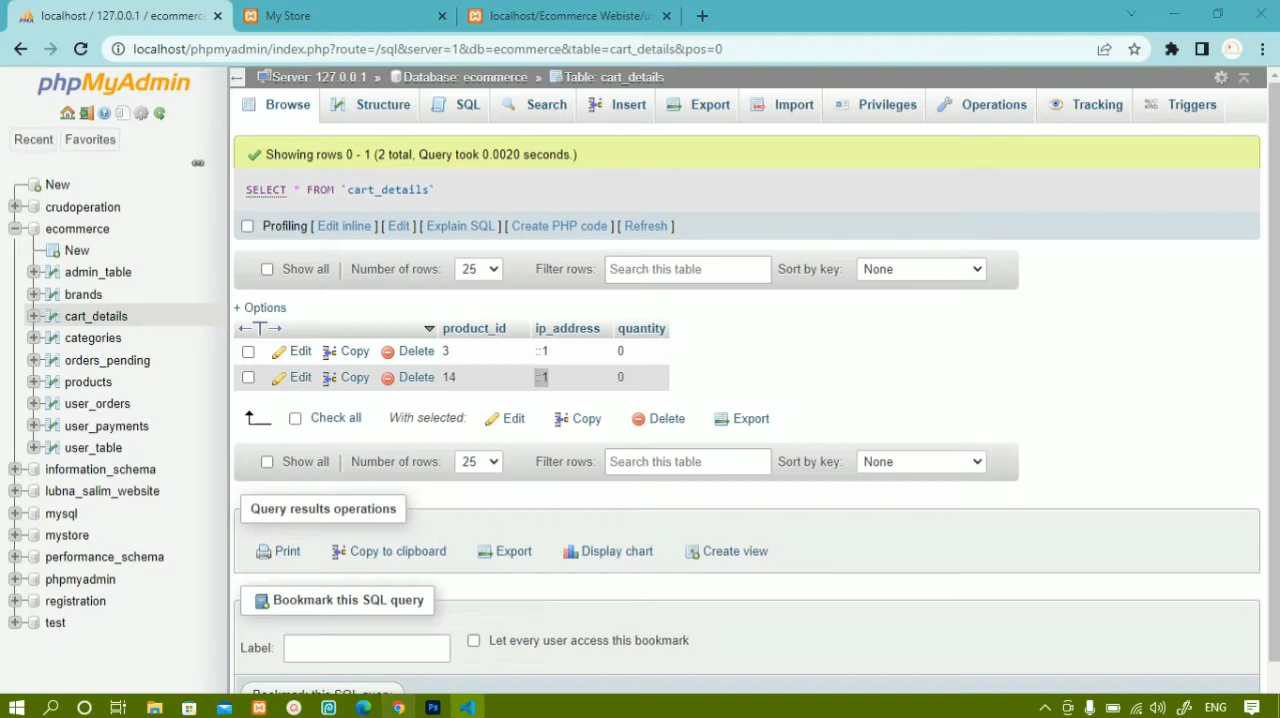 localhost / 127.0.0.1 / ecommerc
My Store
localhost/Ecommerce Webiste/u
localhost/phpmyadmin/index.php?route=/sql&server=1&db=ecommerce&table=cart_details&pos=0
phpMyAdmin
Recent Favorites
New
crudoperation
ecommerce
New
admin_table
brands
cart_details
categories
orders_pending
products
user_orders
user_payments
user_table
information_schema
lubna_salim_website
mysql
mystore
performance_schema
phpmyadmin
registration
test
Server: 127.0.0.1 » Database: ecommerce » Table: cart_details
Browse Structure SQL Search Insert Export Import Privileges Operations Tracking Triggers
Showing rows 0 - 1 (2 total, Query took 0.0020 seconds.)
SELECT * FROM `cart_details`
Profiling [ Edit inline ] [ Edit ] [ Explain SQL ] [ Create PHP code ] [ Refresh ]
Show all Number of rows: 25 Filter rows: Search this table Sort by key: None
+ Options
product_id ip_address quantity
Edit Copy Delete 3 ::1 0
Edit Copy Delete 14 ::1 0
Check all With selected: Edit Copy Delete Export
Show all Number of rows: 25 Filter rows: Search this table Sort by key: None
Query results operations
Print Copy to clipboard Export Display chart Create view
Bookmark this SQL query
Label: Let every user access this bookmark
Bookmark this SQL query
ENG